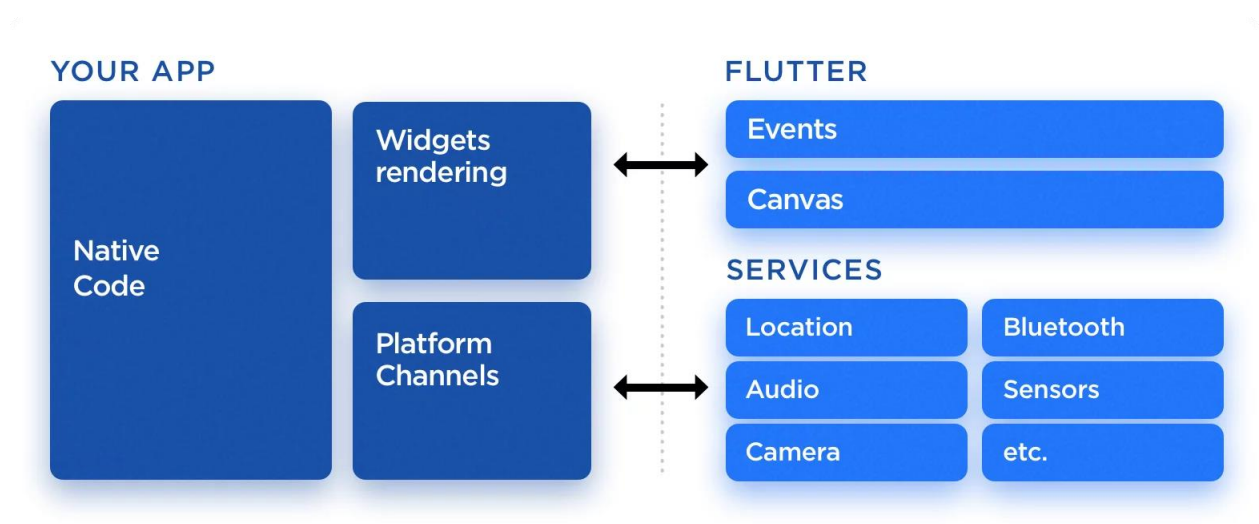 YOUR APP
Native
Code
Widgets
rendering
Platform
Channels
FLUTTER
Events
Canvas
SERVICES
Location
Bluetooth
Audio
Sensors
Camera
etc.